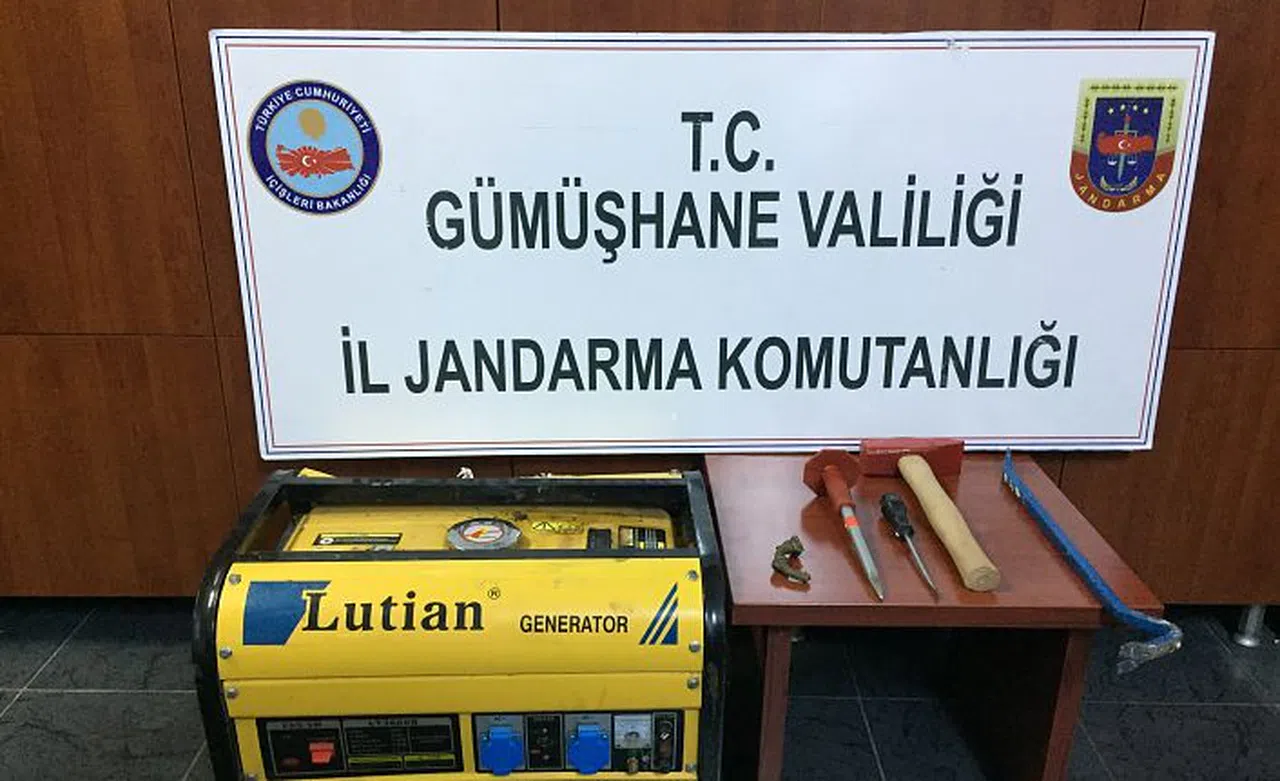 T.C.
GÜMÜŞHANE VALİLİĞİ
İL JANDARMA KOMUTANLIĞI
TÜRKİYE CUMHURİYETİ
İÇİŞLERİ BAKANLIĞI
JANDARMA
Lutian®
GENERATOR